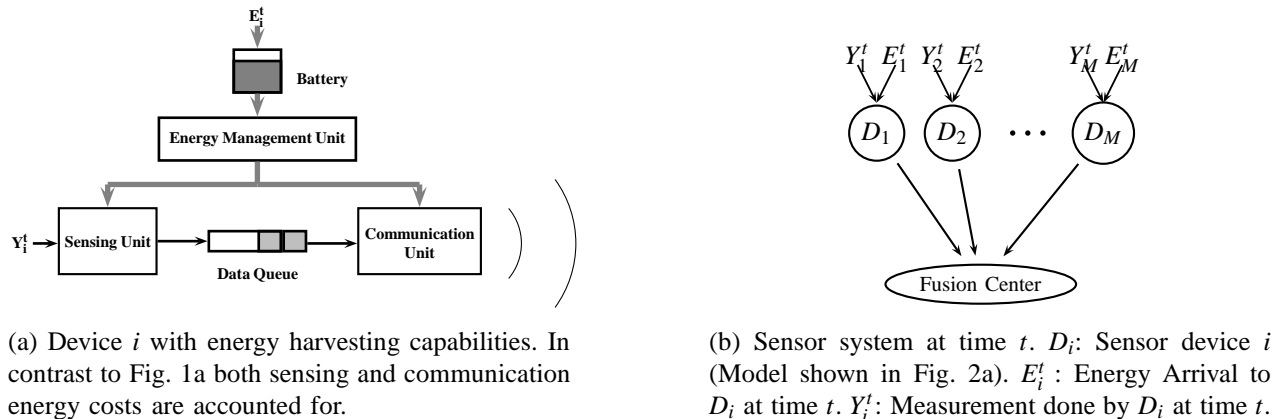 E_i^t
Battery
Energy Management Unit
Y_i^t
Sensing Unit
Data Queue
Communication
Unit
(a) Device i with energy harvesting capabilities. In
contrast to Fig. 1a both sensing and communication
energy costs are accounted for.
Y_1^t E_1^t Y_2^t E_2^t Y_M^t E_M^t
D_1 D_2 · · · D_M
Fusion Center
(b) Sensor system at time t. D_i: Sensor device i
(Model shown in Fig. 2a). E_i^t : Energy Arrival to
D_i at time t. Y_i^t: Measurement done by D_i at time t.